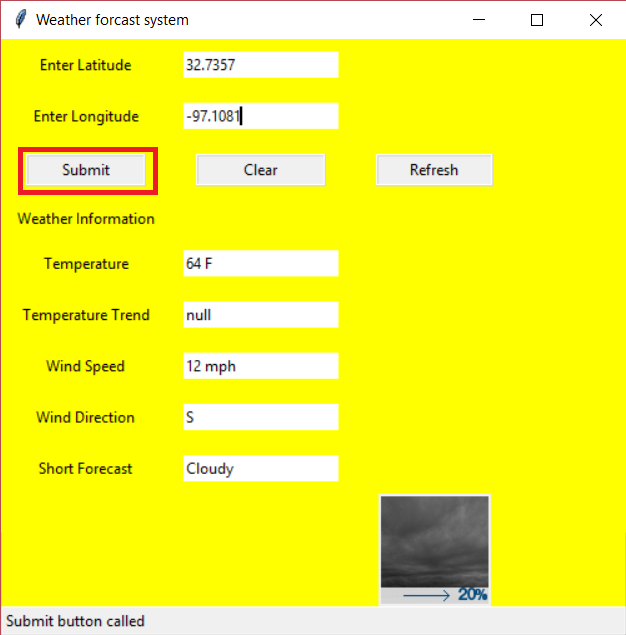 Weather forcast system
Enter Latitude 32.7357
Enter Longitude -97.1081
Submit Clear Refresh
Weather Information
Temperature 64 F
Temperature Trend null
Wind Speed 12 mph
Wind Direction S
Short Forecast Cloudy
20%
Submit button called